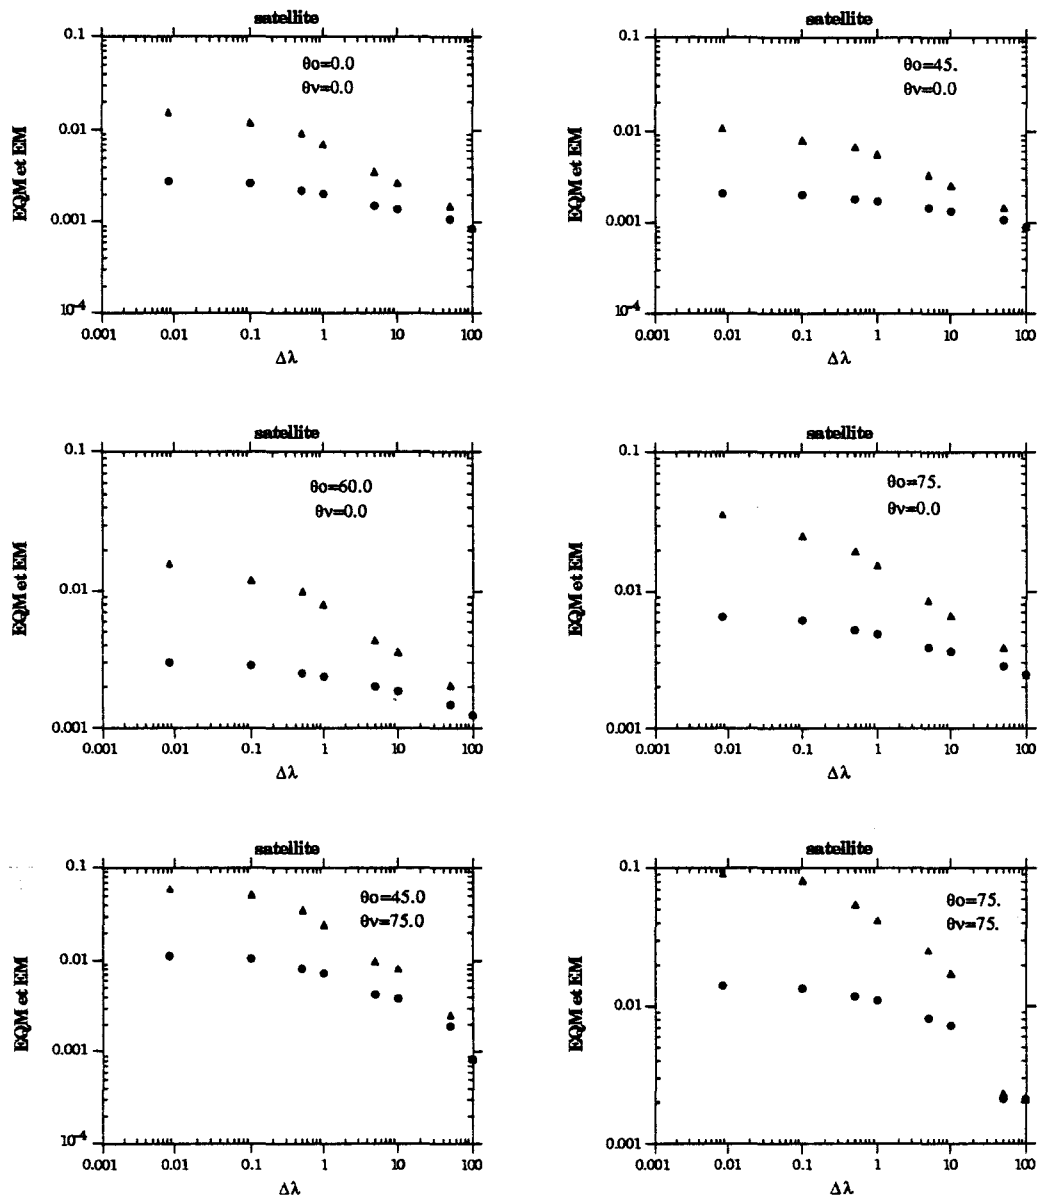 satellite
0.1
θo=0.0
θv=0.0
0.01
EQM et EM
0.001
10-4
0.001 0.01 0.1 1 10 100
Δλ
satellite
0.1
θo=45.
θv=0.0
0.01
EQM et EM
0.001
10-4
0.001 0.01 0.1 1 10 100
Δλ
satellite
0.1
θo=60.0
θv=0.0
EQM et EM
0.01
0.001
0.001 0.01 0.1 1 10 100
Δλ
satellite
0.1
θo=75.
θv=0.0
EQM et EM
0.01
0.001
0.001 0.01 0.1 1 10 100
Δλ
satellite
0.1
θo=45.0
θv=75.0
0.01
EQM et EM
0.001
10-4
0.001 0.01 0.1 1 10 100
Δλ
satellite
0.1
θo=75.
θv=75.
EQM et EM
0.01
0.001
0.001 0.01 0.1 1 10 100
Δλ